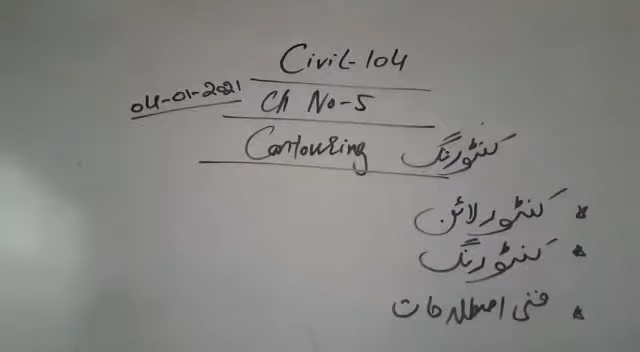 Civil-104
04-01-2021
Ch No-5
Contouring کنٹورنگ
* کنٹور لائن
* کنٹورنگ
* فنی اصطلاحات